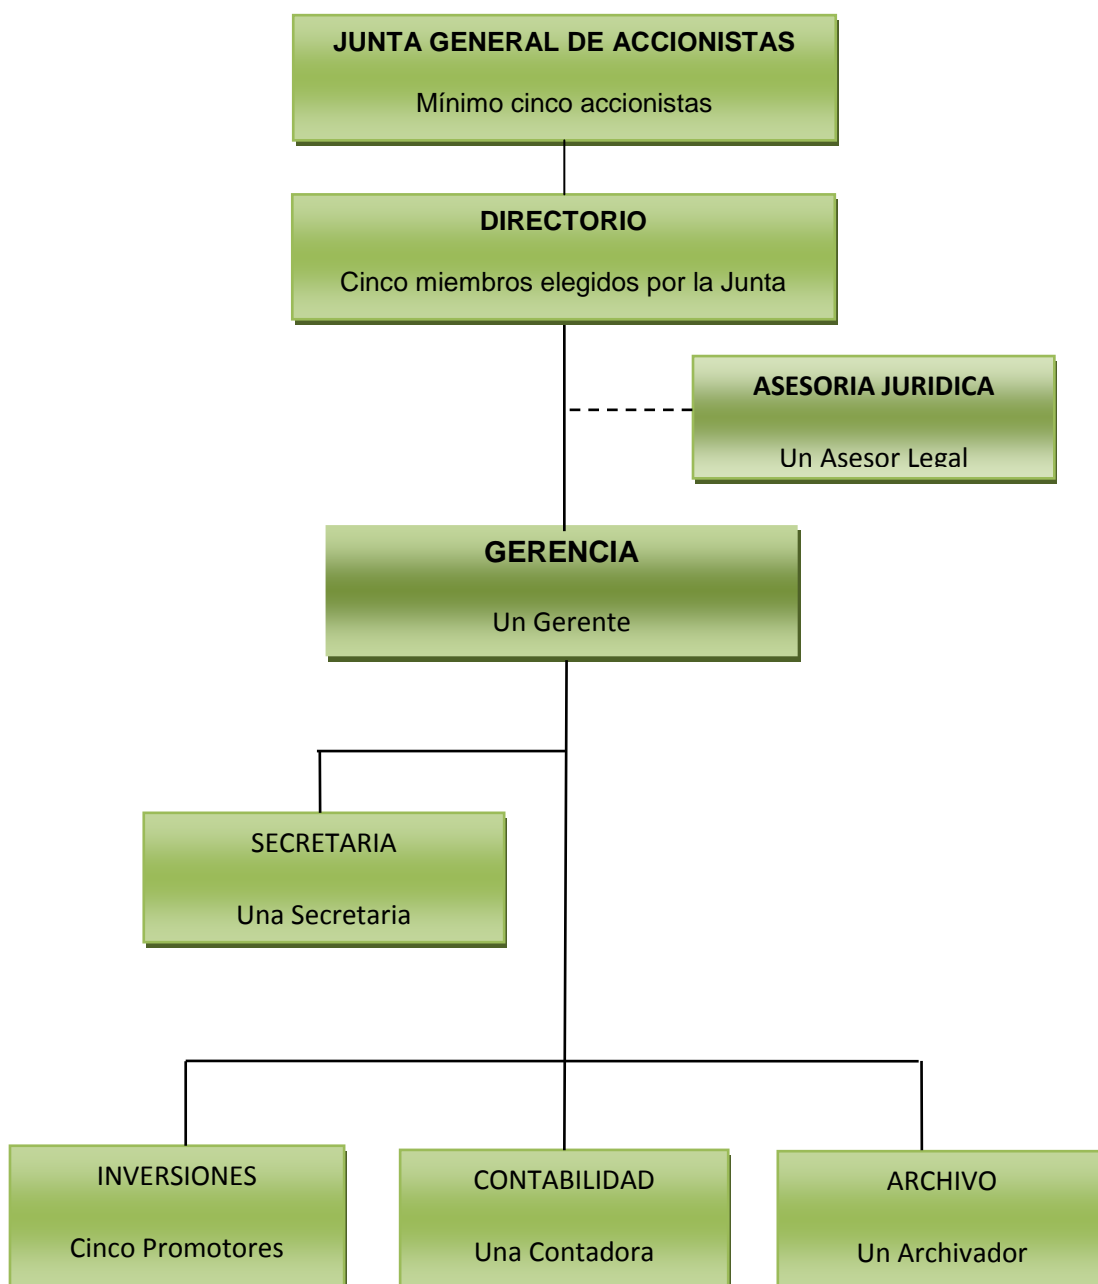 JUNTA GENERAL DE ACCIONISTAS
Mínimo cinco accionistas
DIRECTORIO
Cinco miembros elegidos por la Junta
ASESORIA JURIDICA
Un Asesor Legal
GERENCIA
Un Gerente
SECRETARIA
Una Secretaria
INVERSIONES
Cinco Promotores
CONTABILIDAD
Una Contadora
ARCHIVO
Un Archivador